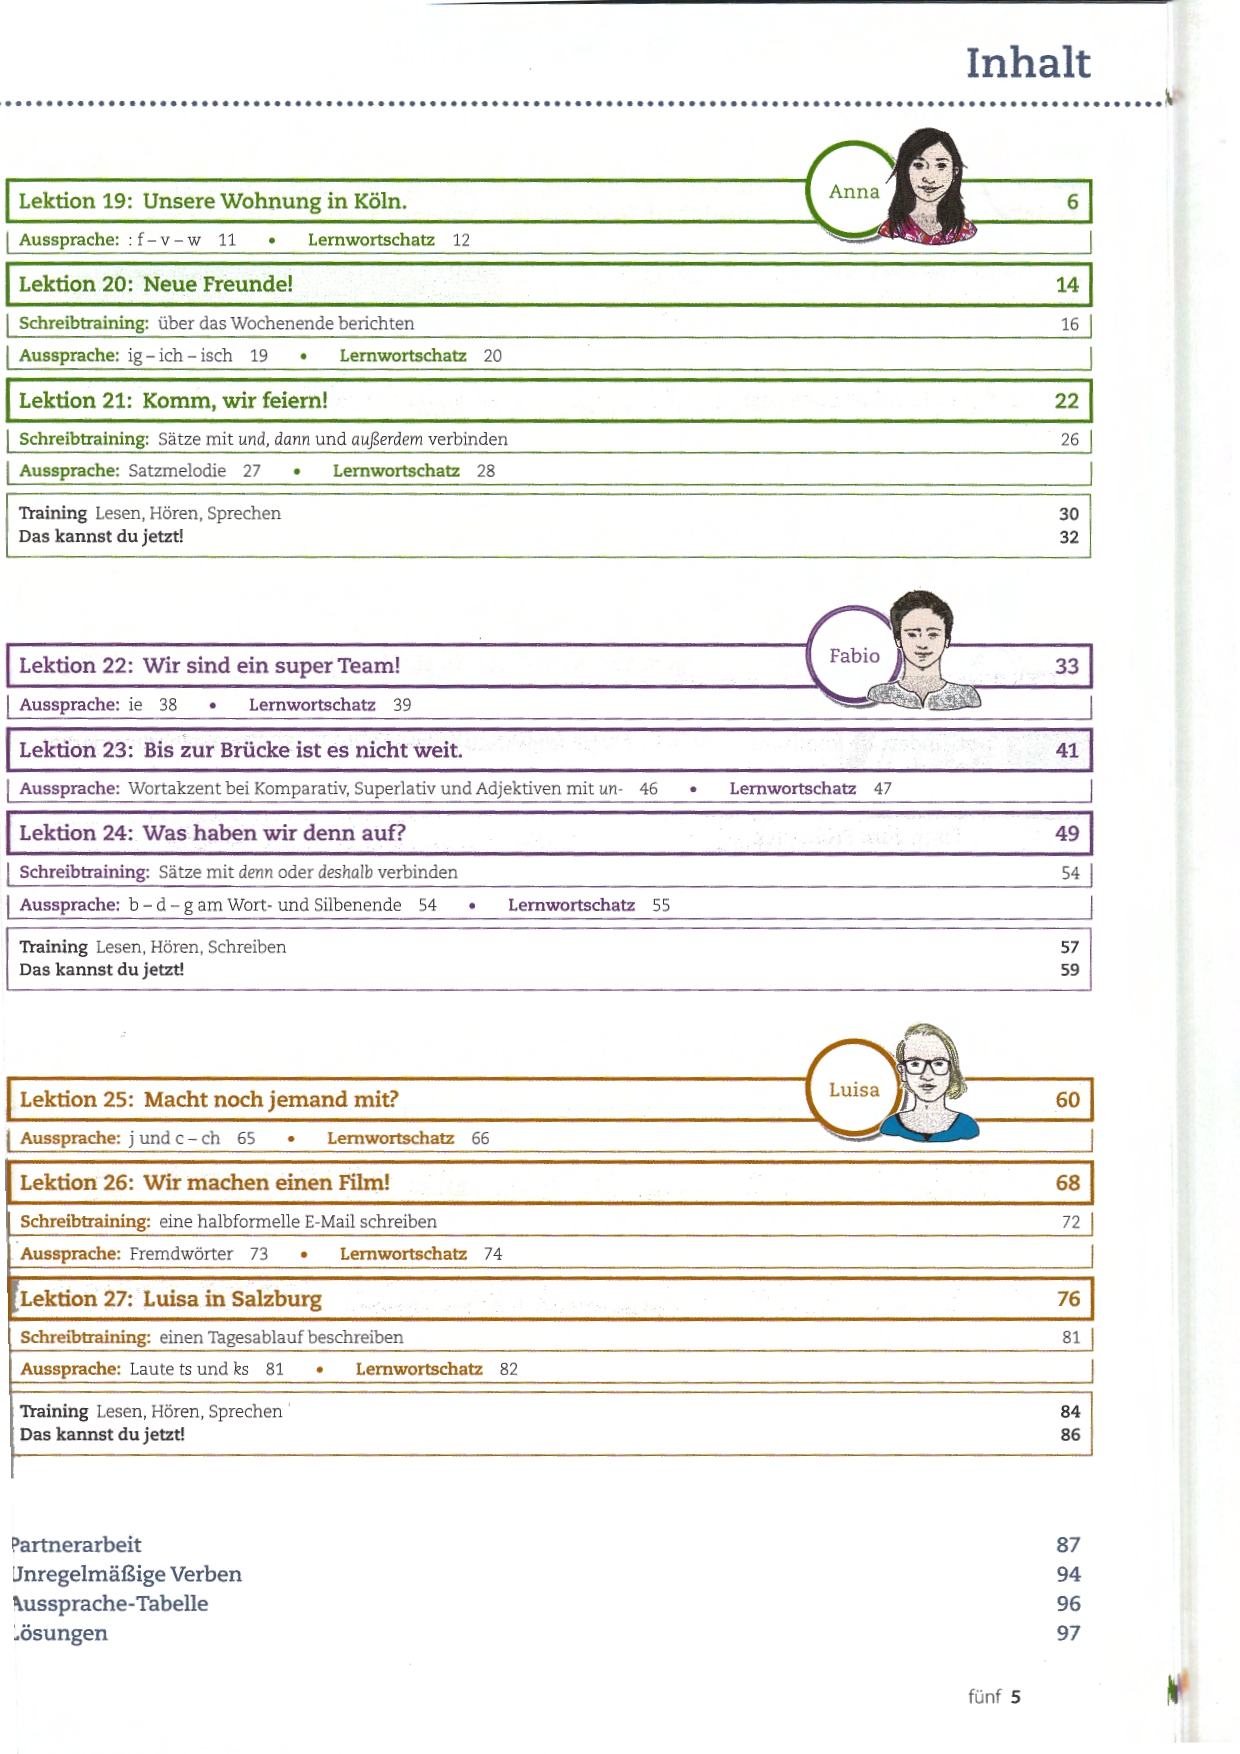 Inhalt
Anna
Lektion 19: Unsere Wohnung in Köln. 6
Aussprache: : f – v – w 11 • Lernwortschatz 12
Lektion 20: Neue Freunde! 14
Schreibtraining: über das Wochenende berichten 16
Aussprache: ig – ich – isch 19 • Lernwortschatz 20
Lektion 21: Komm, wir feiern! 22
Schreibtraining: Sätze mit und, dann und außerdem verbinden 26
Aussprache: Satzmelodie 27 • Lernwortschatz 28
Training Lesen, Hören, Sprechen 30
Das kannst du jetzt! 32
Fabio
Lektion 22: Wir sind ein super Team! 33
Aussprache: ie 38 • Lernwortschatz 39
Lektion 23: Bis zur Brücke ist es nicht weit. 41
Aussprache: Wortakzent bei Komparativ, Superlativ und Adjektiven mit un- 46 • Lernwortschatz 47
Lektion 24: Was haben wir denn auf? 49
Schreibtraining: Sätze mit denn oder deshalb verbinden 54
Aussprache: b – d – g am Wort- und Silbenende 54 • Lernwortschatz 55
Training Lesen, Hören, Schreiben 57
Das kannst du jetzt! 59
Luisa
Lektion 25: Macht noch jemand mit? 60
Aussprache: j und c – ch 65 • Lernwortschatz 66
Lektion 26: Wir machen einen Film! 68
Schreibtraining: eine halbformelle E-Mail schreiben 72
Aussprache: Fremdwörter 73 • Lernwortschatz 74
Lektion 27: Luisa in Salzburg 76
Schreibtraining: einen Tagesablauf beschreiben 81
Aussprache: Laute ts und ks 81 • Lernwortschatz 82
Training Lesen, Hören, Sprechen 84
Das kannst du jetzt! 86
Partnerarbeit 87
Unregelmäßige Verben 94
Aussprache-Tabelle 96
Lösungen 97
fünf 5